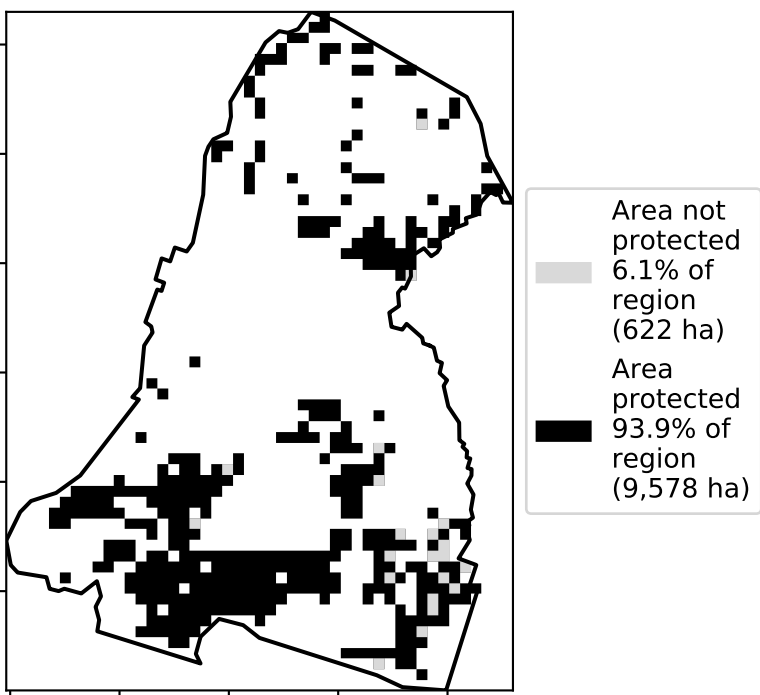 Area not
protected
6.1% of
region
(622 ha)
Area
protected
93.9% of
region
(9,578 ha)